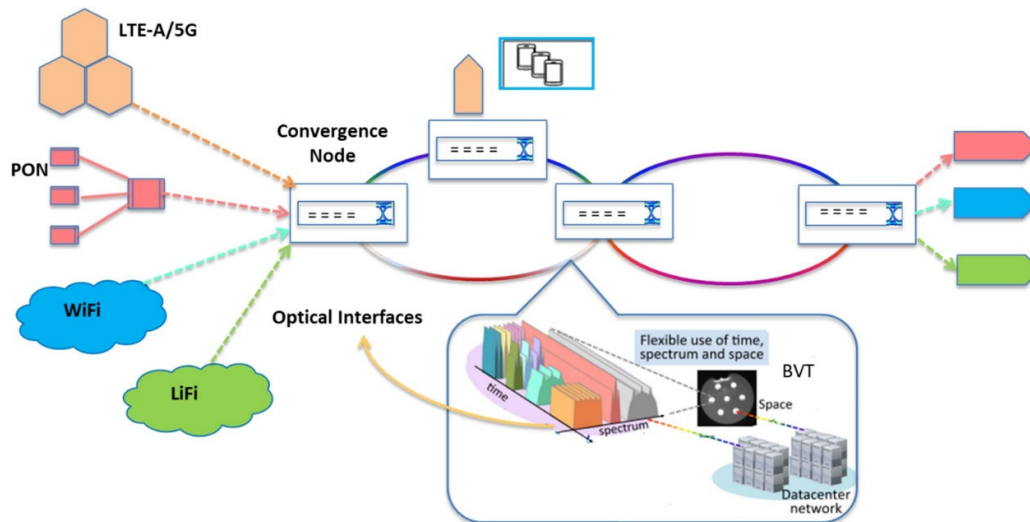 LTE-A/5G
Convergence
Node
PON
WiFi
LiFi
Optical Interfaces
Flexible use of time,
spectrum and space
BVT
Space
time
spectrum
Datacenter
network